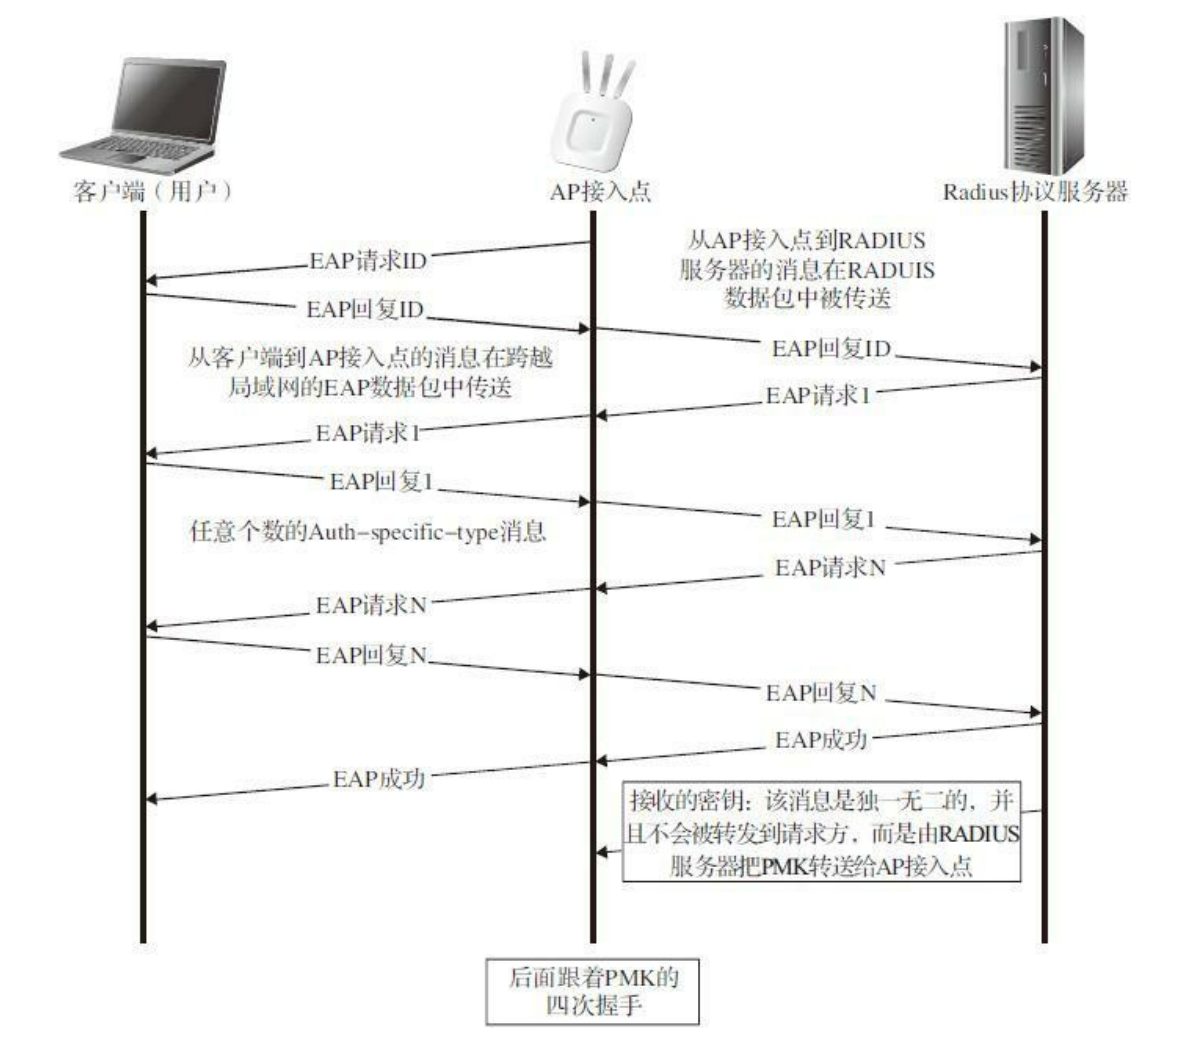 客户端（用户）
AP接入点
Radius协议服务器
从AP接入点到RADIUS
服务器的消息在RADUIS
数据包中被传送
EAP请求ID
EAP回复ID
EAP回复ID
从客户端到AP接入点的消息在跨越
局域网的EAP数据包中传送
EAP请求1
EAP请求1
EAP回复1
EAP回复1
任意个数的Auth-specific-type消息
EAP请求N
EAP请求N
EAP回复N
EAP回复N
EAP成功
EAP成功
接收的密钥：该消息是独一无二的，并
且不会被转发到请求方，而是由RADIUS
服务器把PMK转送给AP接入点
后面跟着PMK的
四次握手